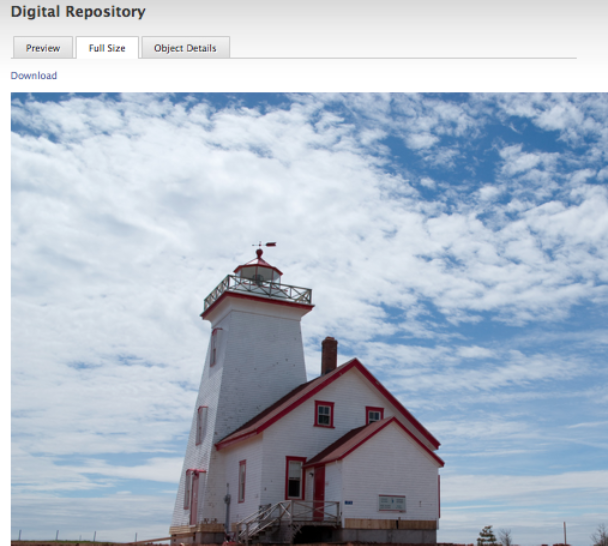 Digital Repository
Preview Full Size Object Details
Download